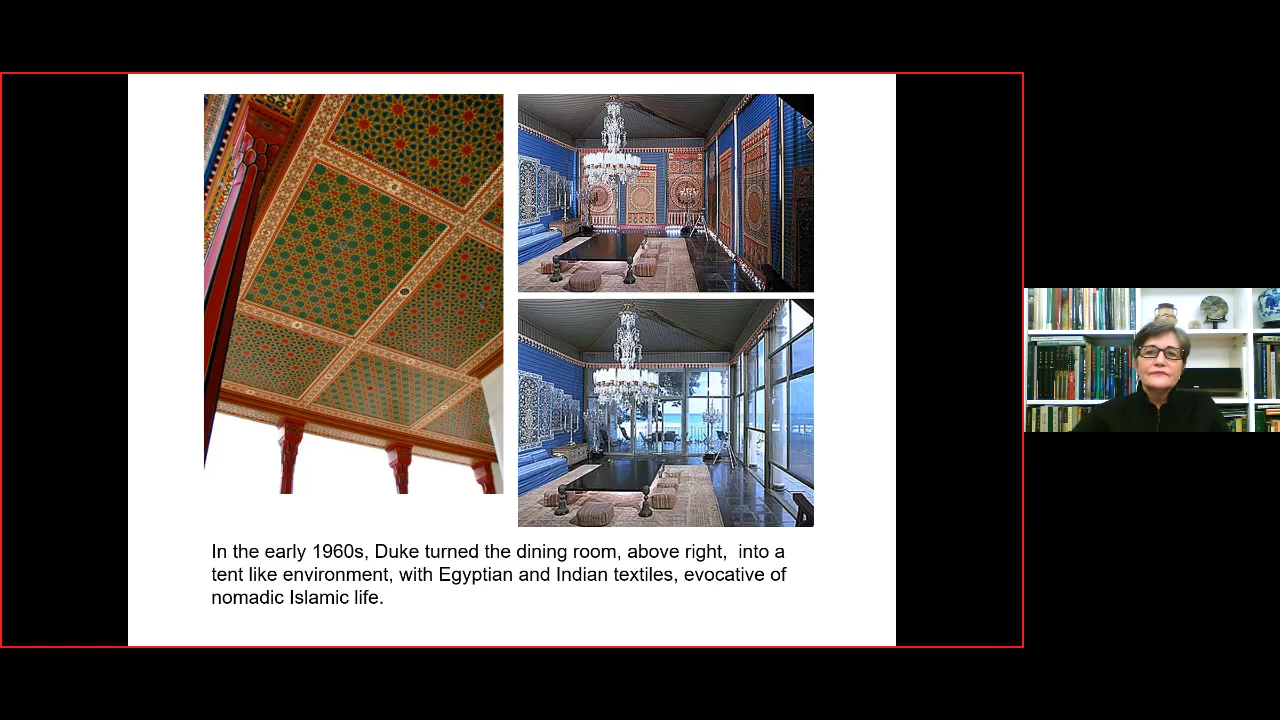 In the early 1960s, Duke turned the dining room, above right,  into a
tent like environment, with Egyptian and Indian textiles, evocative of
nomadic Islamic life.